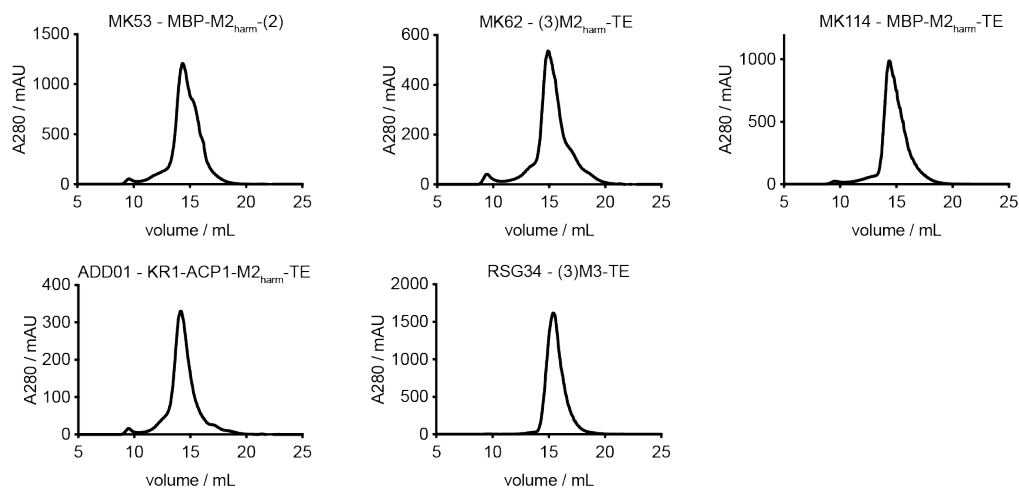 MK53 - MBP-M2harm-(2)
1500
1000
500
0
5 10 15 20 25
A280 / mAU
volume / mL
MK62 - (3)M2harm-TE
600
400
200
0
5 10 15 20 25
A280 / mAU
volume / mL
MK114 - MBP-M2harm-TE
1000
500
0
5 10 15 20 25
A280 / mAU
volume / mL
ADD01 - KR1-ACP1-M2harm-TE
400
300
200
100
0
5 10 15 20 25
A280 / mAU
volume / mL
RSG34 - (3)M3-TE
2000
1500
1000
500
0
5 10 15 20 25
A280 / mAU
volume / mL